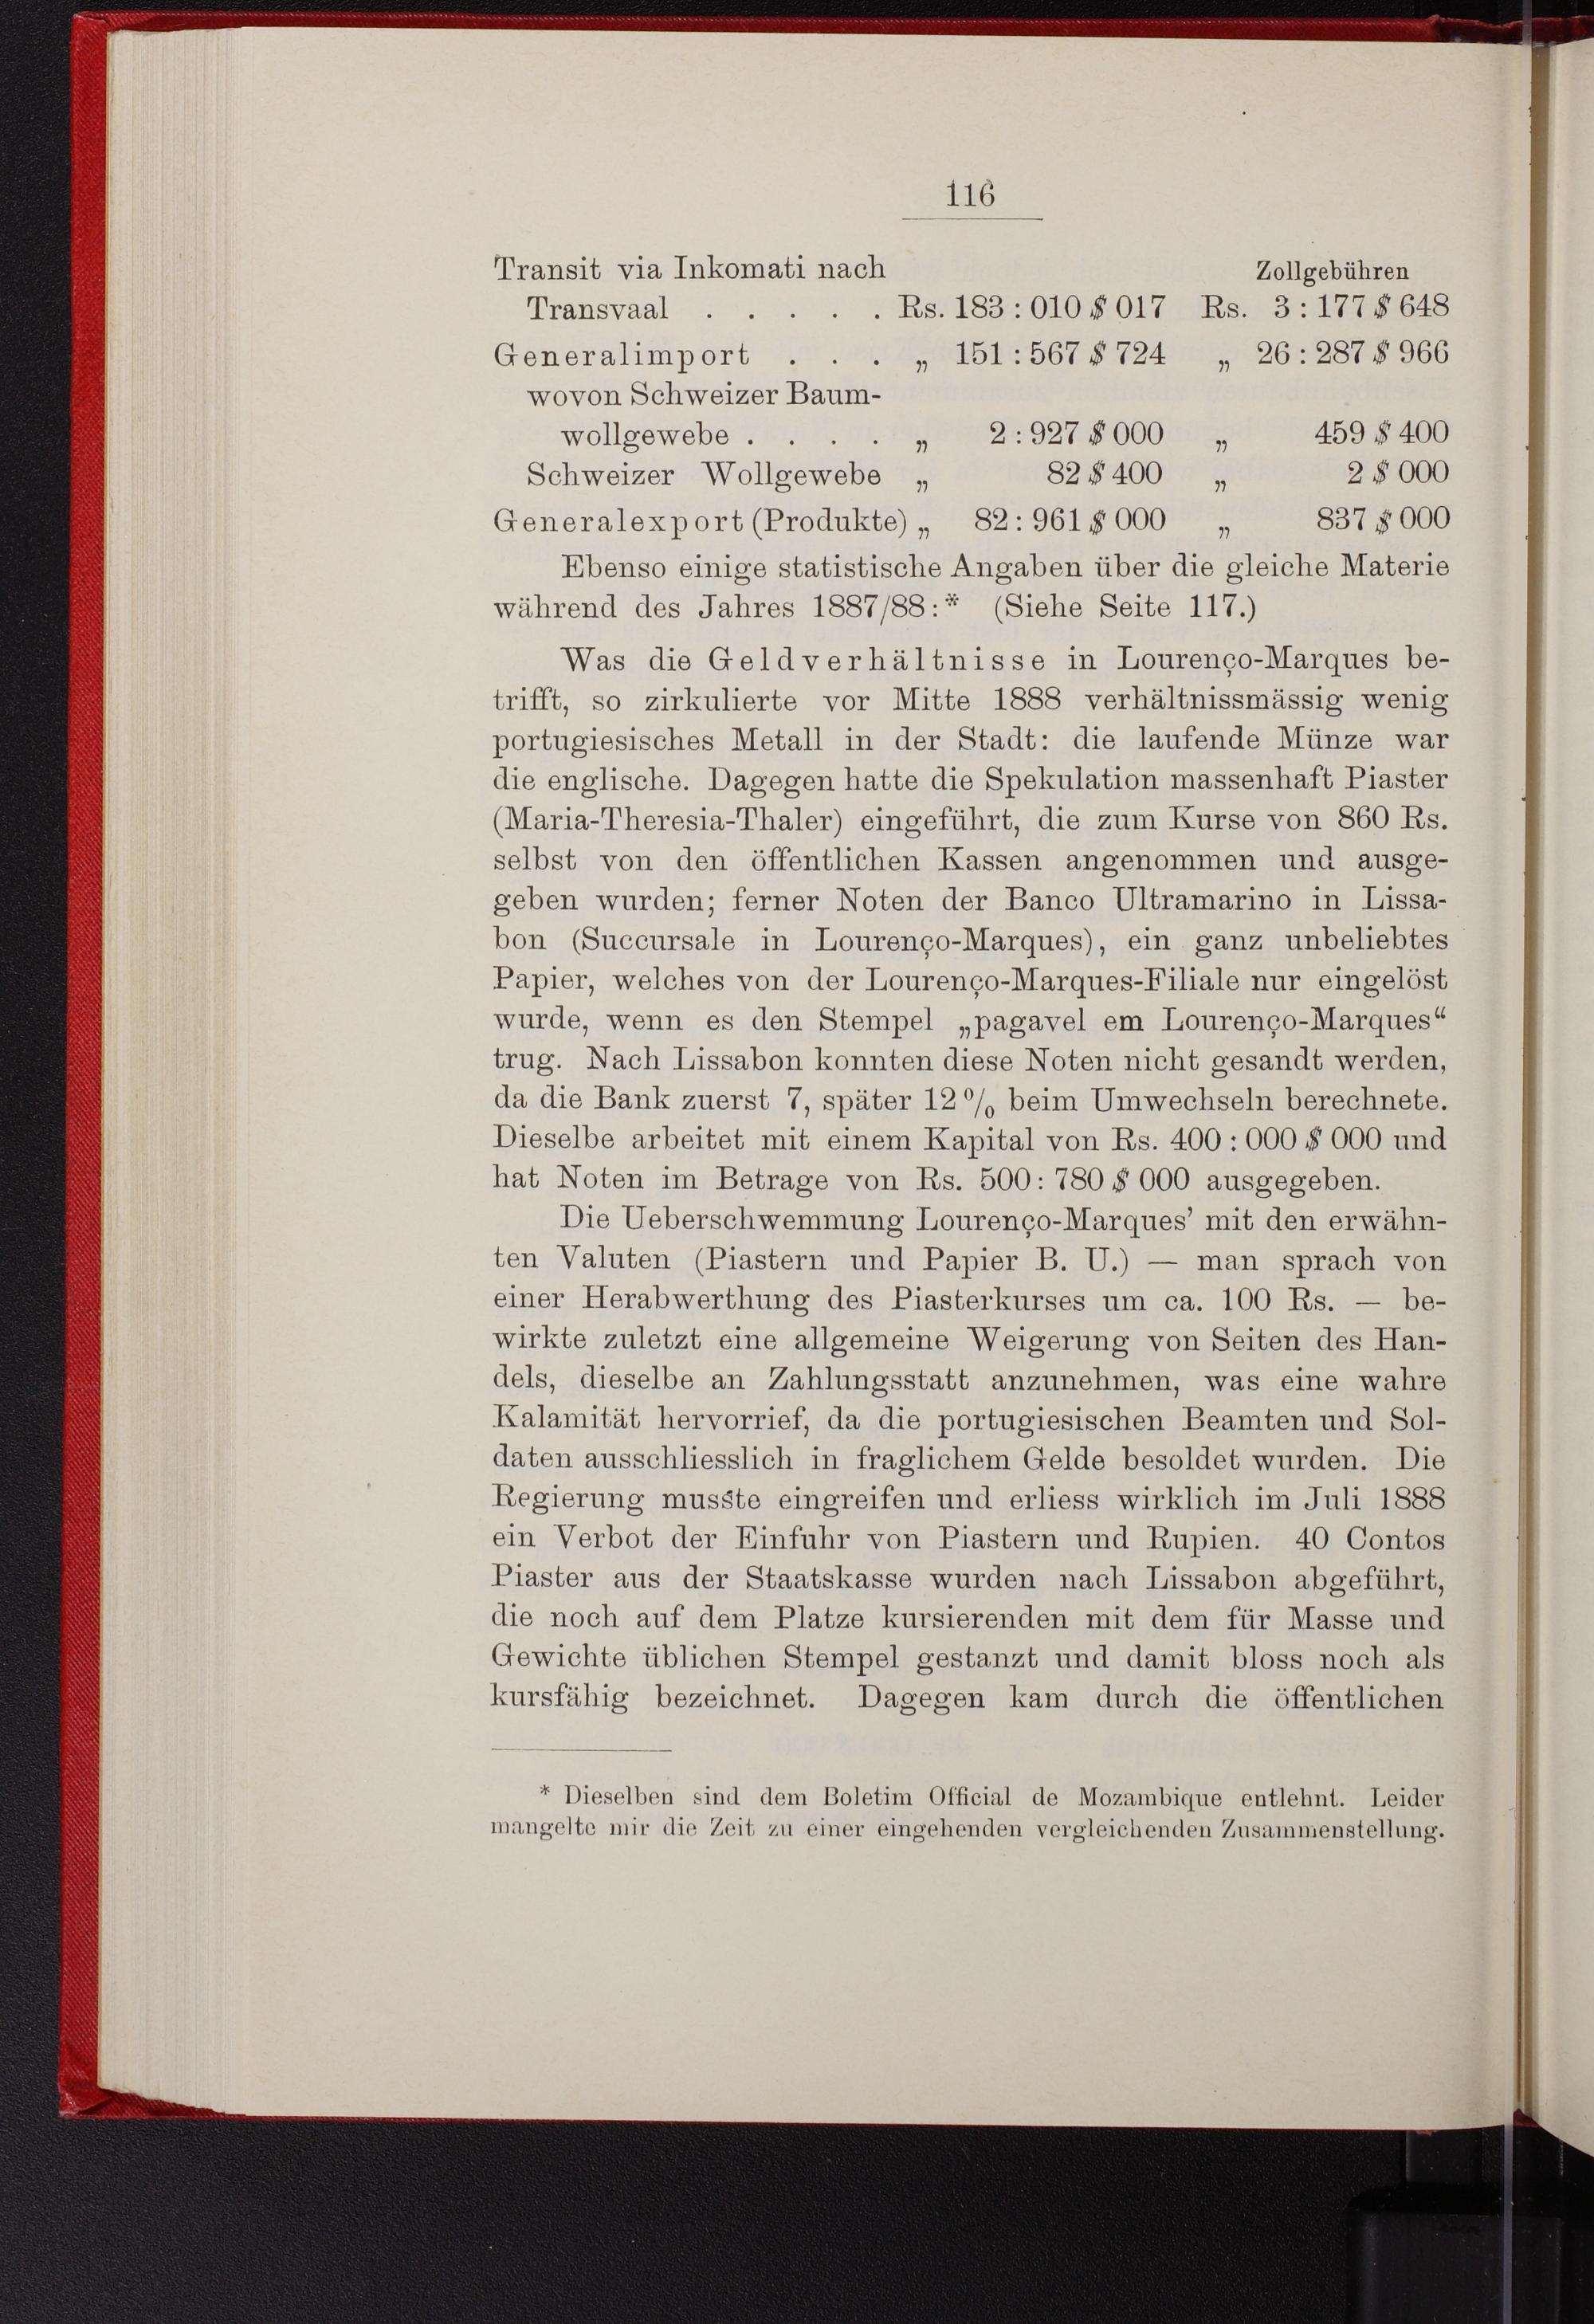 116
Transit via Inkomati nach Zollgebühren
Transvaal . . . . . Rs. 183 : 010 $ 017 Rs. 3 : 177 $ 648
Generalimport . . . „ 151 : 567 $ 724 „ 26 : 287 $ 966
wovon Schweizer Baum-
wollgewebe . . . . „ 2 : 927 $ 000 „ 459 $ 400
Schweizer Wollgewebe „ 82 $ 400 „ 2 $ 000
Generalexport (Produkte) „ 82 : 961 $ 000 „ 837 $ 000
Ebenso einige statistische Angaben über die gleiche Materie
während des Jahres 1887/88 :* (Siehe Seite 117.)
Was die Geldverhältnisse in Lourenço-Marques be-
trifft, so zirkulierte vor Mitte 1888 verhältnissmässig wenig
portugiesisches Metall in der Stadt: die laufende Münze war
die englische. Dagegen hatte die Spekulation massenhaft Piaster
(Maria-Theresia-Thaler) eingeführt, die zum Kurse von 860 Rs.
selbst von den öffentlichen Kassen angenommen und ausge-
geben wurden; ferner Noten der Banco Ultramarino in Lissa-
bon (Succursale in Lourenço-Marques), ein ganz unbeliebtes
Papier, welches von der Lourenço-Marques-Filiale nur eingelöst
wurde, wenn es den Stempel „pagavel em Lourenço-Marques“
trug. Nach Lissabon konnten diese Noten nicht gesandt werden,
da die Bank zuerst 7, später 12 % beim Umwechseln berechnete.
Dieselbe arbeitet mit einem Kapital von Rs. 400 : 000 $ 000 und
hat Noten im Betrage von Rs. 500 : 780 $ 000 ausgegeben.
Die Ueberschwemmung Lourenço-Marques’ mit den erwähn-
ten Valuten (Piastern und Papier B. U.) — man sprach von
einer Herabwerthung des Piasterkurses um ca. 100 Rs. — be-
wirkte zuletzt eine allgemeine Weigerung von Seiten des Han-
dels, dieselbe an Zahlungsstatt anzunehmen, was eine wahre
Kalamität hervorrief, da die portugiesischen Beamten und Sol-
daten ausschliesslich in fraglichem Gelde besoldet wurden. Die
Regierung musste eingreifen und erliess wirklich im Juli 1888
ein Verbot der Einfuhr von Piastern und Rupien. 40 Contos
Piaster aus der Staatskasse wurden nach Lissabon abgeführt,
die noch auf dem Platze kursierenden mit dem für Masse und
Gewichte üblichen Stempel gestanzt und damit bloss noch als
kursfähig bezeichnet. Dagegen kam durch die öffentlichen
* Dieselben sind dem Boletim Official de Mozambique entlehnt. Leider
mangelte mir die Zeit zu einer eingehenden vergleichenden Zusammenstellung.